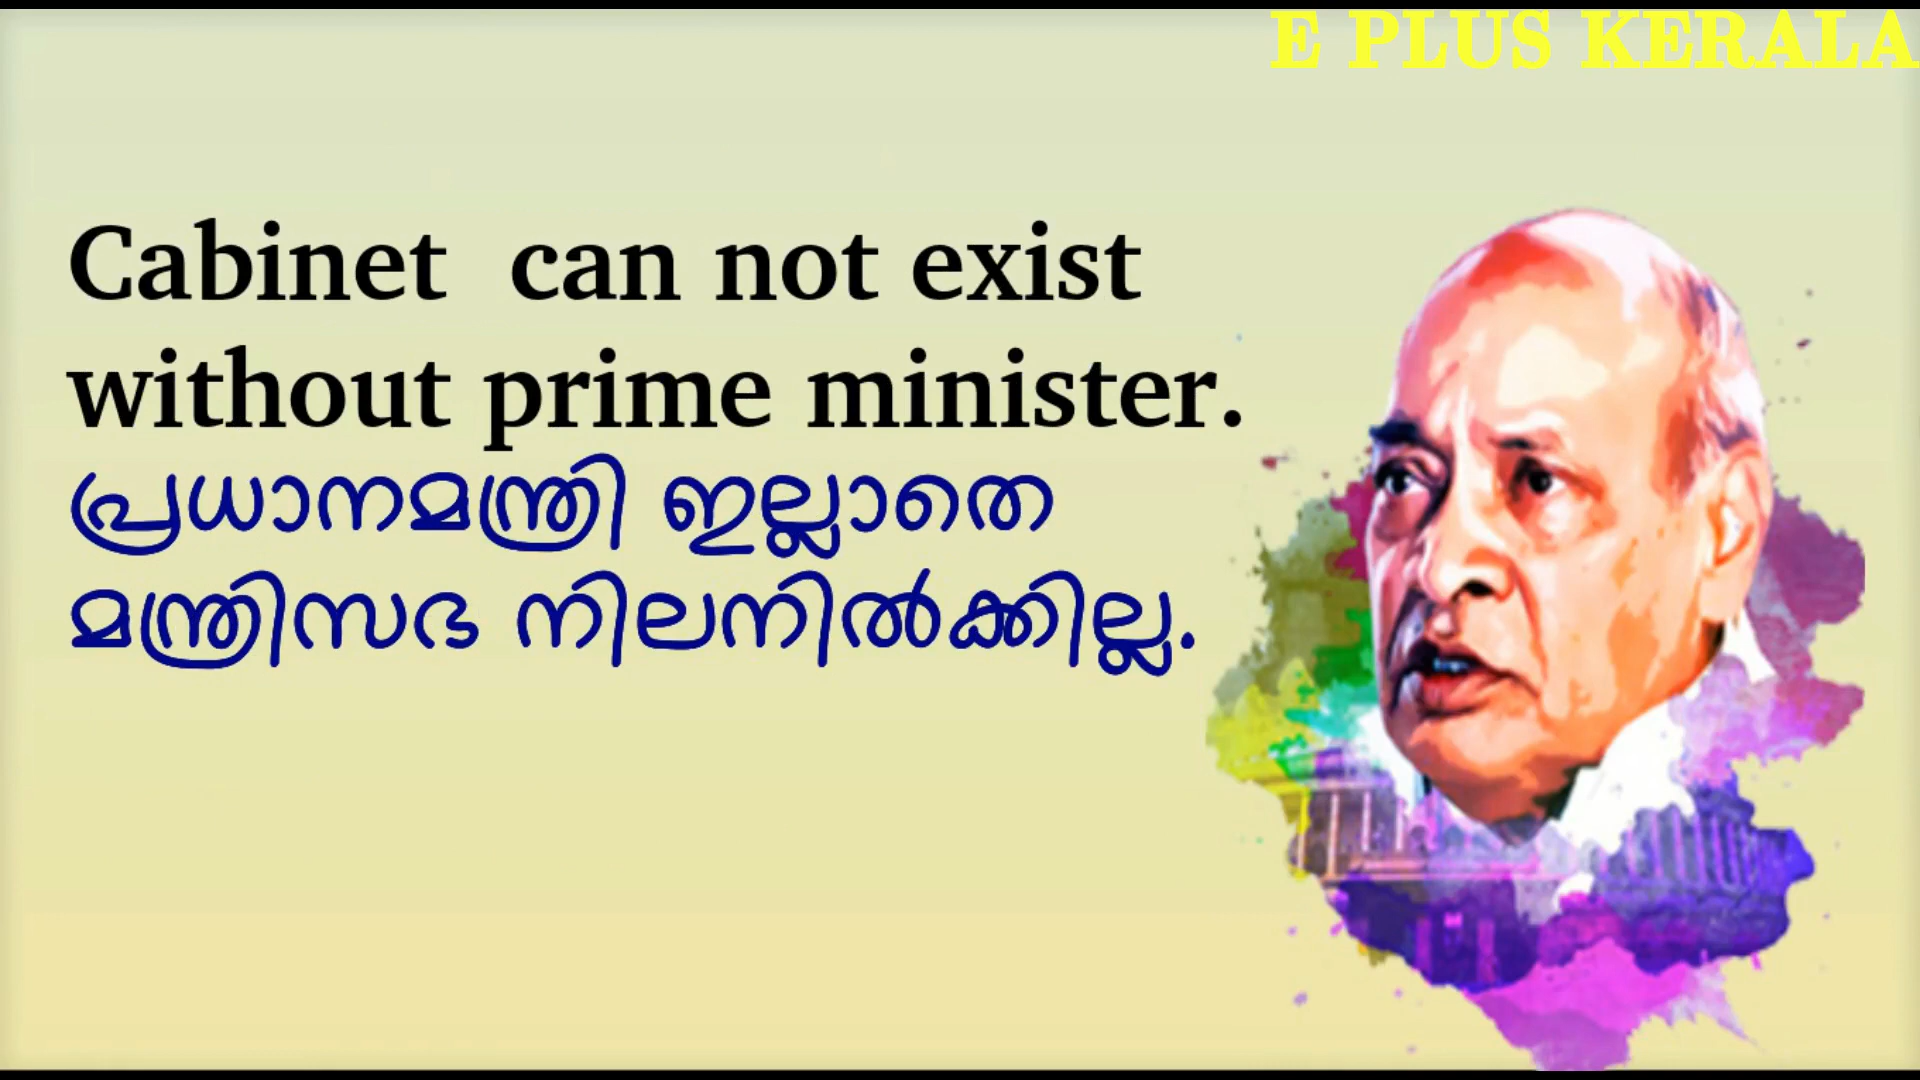 E PLUS KERALA
Cabinet can not exist
without prime minister.
പ്രധാനമന്ത്രി ഇല്ലാതെ
മന്ത്രിസഭ നിലനിൽക്കില്ല.